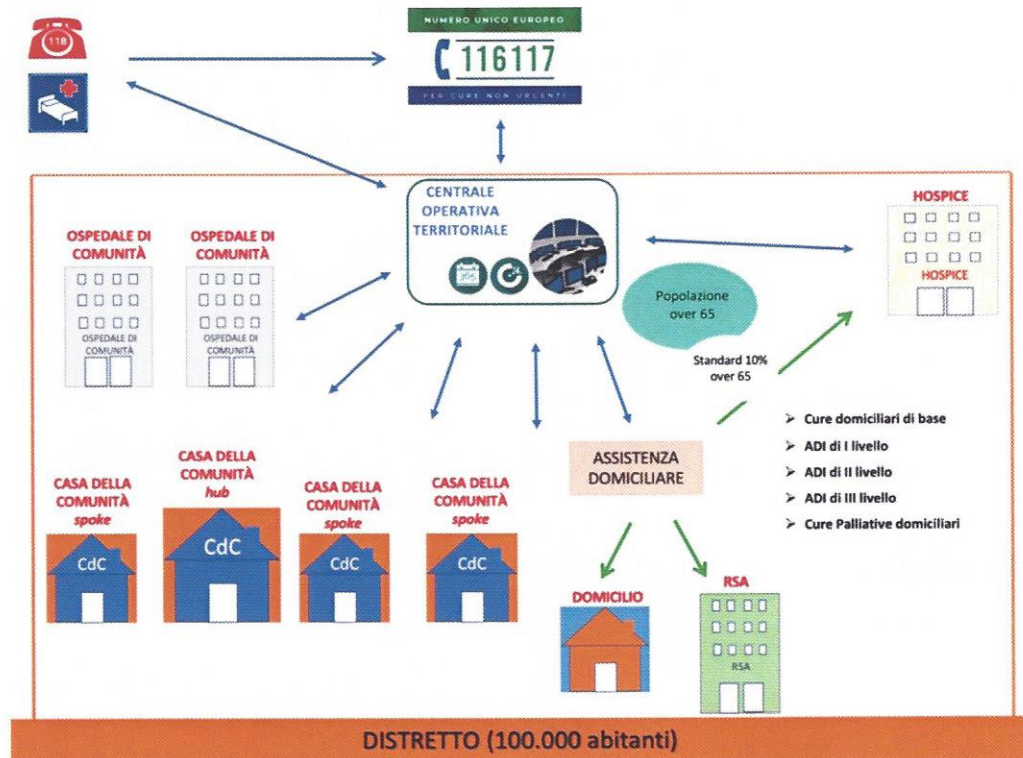 118
NUMERO UNICO EUROPEO
116117
PER CURE NON URGENTI
CENTRALE
OPERATIVA
TERRITORIALE
OSPEDALE DI
COMUNITÀ
OSPEDALE DI
COMUNITÀ
OSPEDALE DI
COMUNITÀ
OSPEDALE DI
COMUNITÀ
HOSPICE
HOSPICE
Popolazione
over 65
Standard 10%
over 65
ASSISTENZA
DOMICILIARE
➤ Cure domiciliari di base
➤ ADI di I livello
➤ ADI di II livello
➤ ADI di III livello
➤ Cure Palliative domiciliari
CASA DELLA
COMUNITÀ
spoke
CdC
CASA DELLA
COMUNITÀ
hub
CdC
CASA DELLA
COMUNITÀ
spoke
CdC
CASA DELLA
COMUNITÀ
spoke
CdC
DOMICILIO
RSA
RSA
DISTRETTO (100.000 abitanti)